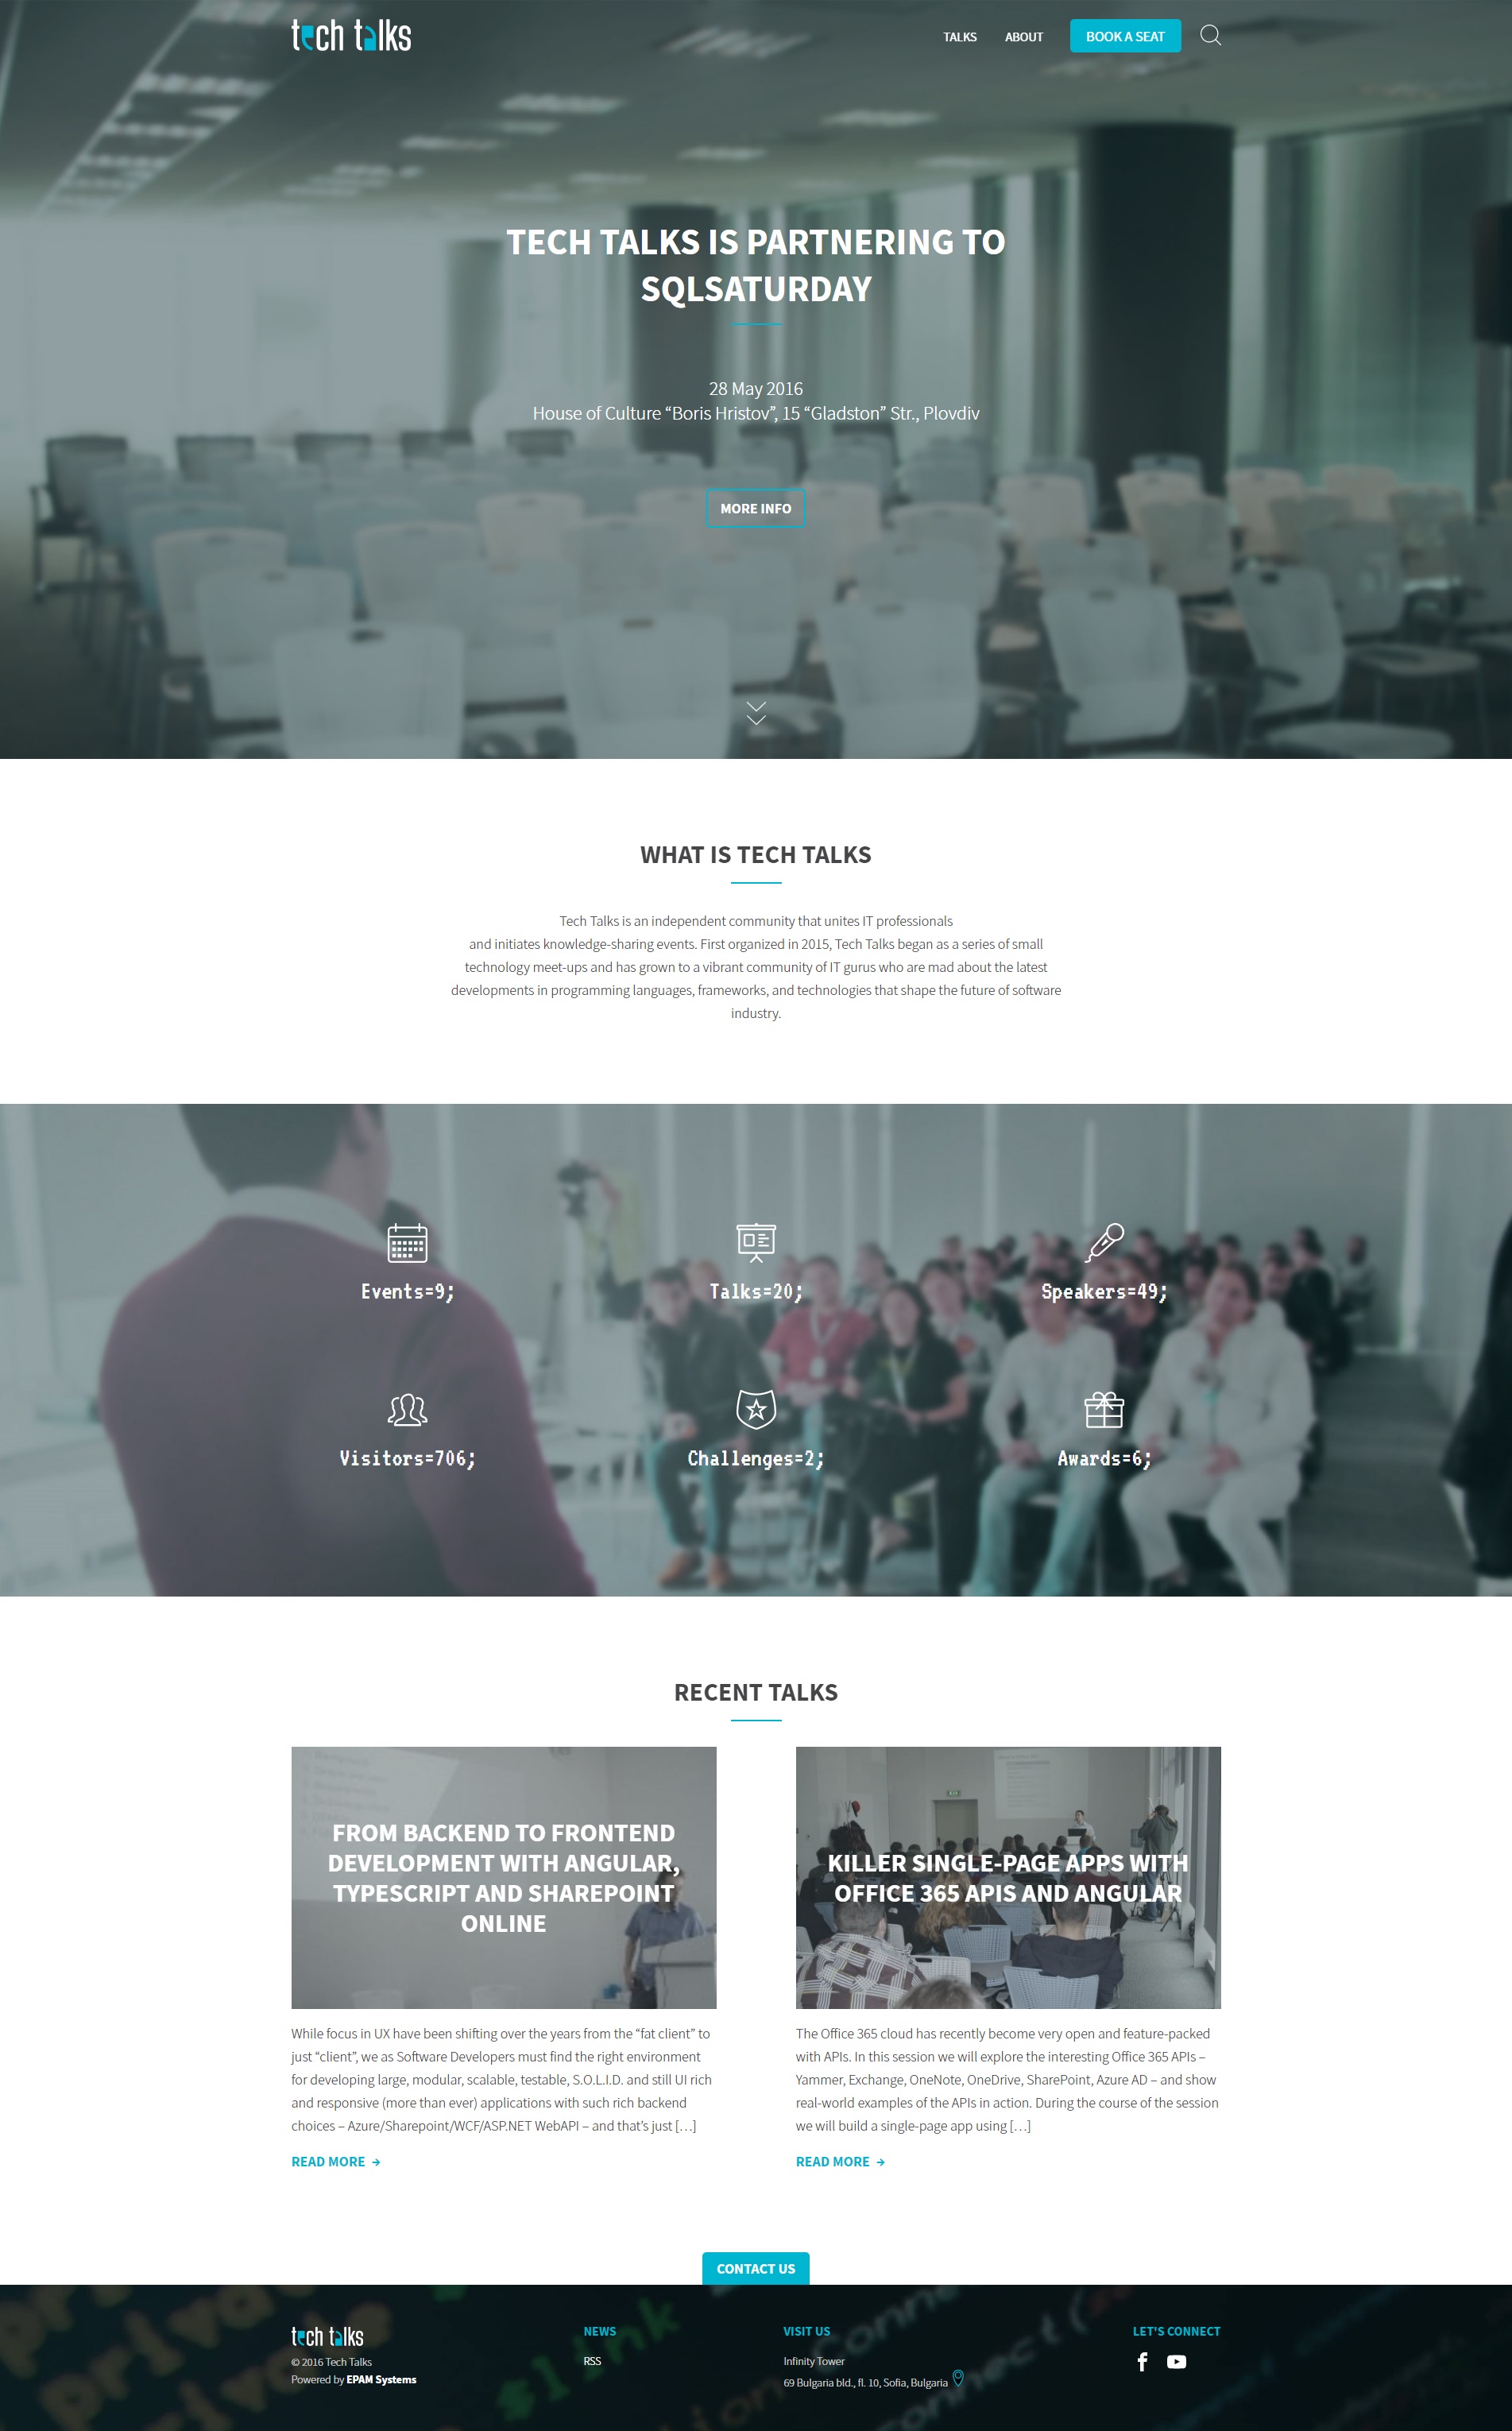 tech talks
TALKS
ABOUT
BOOK A SEAT
TECH TALKS IS PARTNERING TO
SQLSATURDAY
28 May 2016
House of Culture “Boris Hristov”, 15 “Gladston” Str., Plovdiv
MORE INFO
WHAT IS TECH TALKS
Tech Talks is an independent community that unites IT professionals
and initiates knowledge-sharing events. First organized in 2015, Tech Talks began as a series of small
technology meet-ups and has grown to a vibrant community of IT gurus who are mad about the latest
developments in programming languages, frameworks, and technologies that shape the future of software
industry.
Events=9;
Talks=20;
Speakers=49;
Visitors=706;
Challenges=2;
Awards=6;
RECENT TALKS
FROM BACKEND TO FRONTEND
DEVELOPMENT WITH ANGULAR,
TYPESCRIPT AND SHAREPOINT
ONLINE
While focus in UX have been shifting over the years from the “fat client” to
just “client”, we as Software Developers must find the right environment
for developing large, modular, scalable, testable, S.O.L.I.D. and still UI rich
and responsive (more than ever) applications with such rich backend
choices – Azure/Sharepoint/WCF/ASP.NET WebAPI – and that’s just […]
READ MORE →
KILLER SINGLE-PAGE APPS WITH
OFFICE 365 APIS AND ANGULAR
The Office 365 cloud has recently become very open and feature-packed
with APIs. In this session we will explore the interesting Office 365 APIs –
Yammer, Exchange, OneNote, OneDrive, SharePoint, Azure AD – and show
real-world examples of the APIs in action. During the course of the session
we will build a single-page app using […]
READ MORE →
CONTACT US
tech talks
© 2016 Tech Talks
Powered by EPAM Systems
NEWS
RSS
VISIT US
Infinity Tower
69 Bulgaria bld., fl. 10, Sofia, Bulgaria
LET'S CONNECT